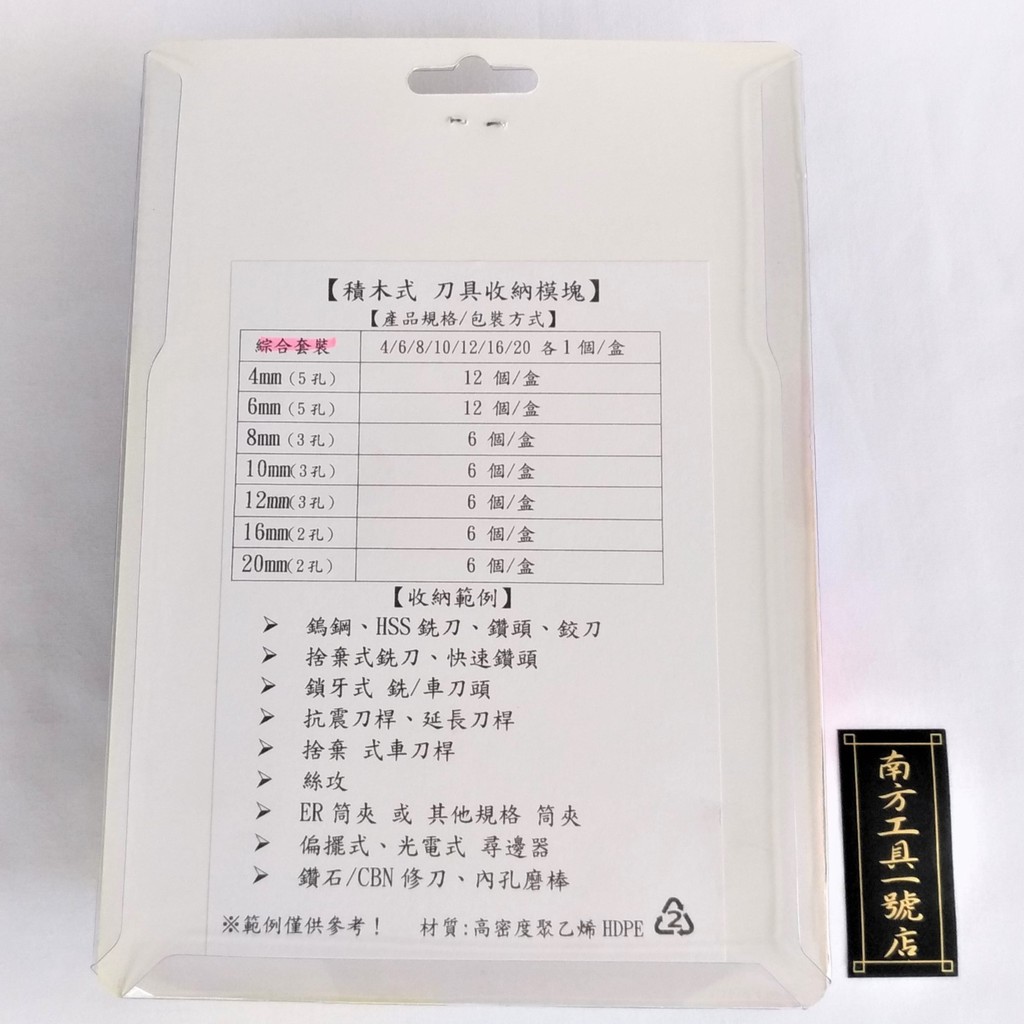 【積木式 刀具收納模塊】
【產品規格/包裝方式】
綜合套裝 4/6/8/10/12/16/20 各1個/盒
4mm(5孔) 12 個/盒
6mm(5孔) 12 個/盒
8mm(3孔) 6 個/盒
10mm(3孔) 6 個/盒
12mm(3孔) 6 個/盒
16mm(2孔) 6 個/盒
20mm(2孔) 6 個/盒
【收納範例】
➢ 鎢鋼、HSS銑刀、鑽頭、鉸刀
➢ 捨棄式銑刀、快速鑽頭
➢ 鎖牙式 銑/車刀頭
➢ 抗震刀桿、延長刀桿
➢ 捨棄 式車刀桿
➢ 絲攻
➢ ER筒夾 或 其他規格 筒夾
➢ 偏擺式、光電式 尋邊器
➢ 鑽石/CBN修刀、內孔磨棒
※範例僅供參考! 材質:高密度聚乙烯HDPE 2
南方工具一號店